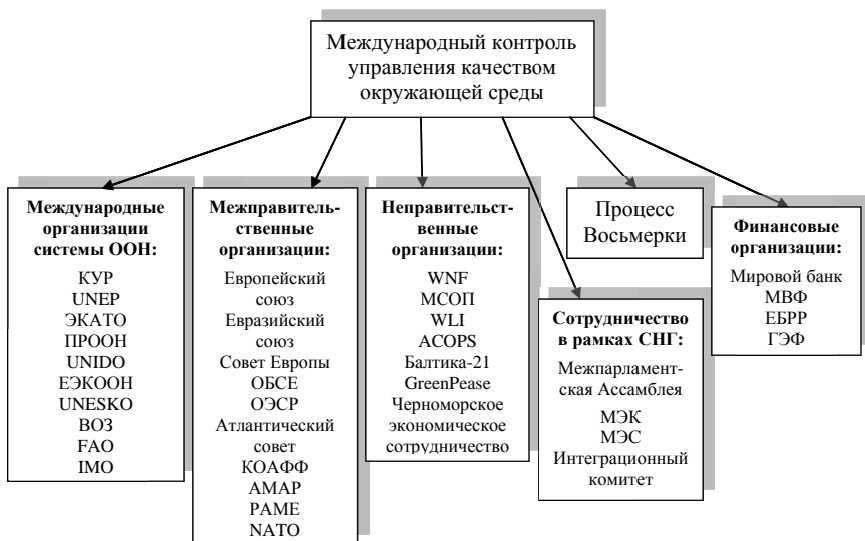 Международный контроль
управления качеством
окружающей среды
Международные
организации
системы ООН:
КУР
UNEP
ЭКАТО
ПРООН
UNIDO
ЕЭКООН
UNESKO
ВОЗ
FAO
IMO
Межправитель-
ственные
организации:
Европейский
союз
Евразийский
союз
Совет Европы
ОБСЕ
ОЭСР
Атлантический
совет
КОАФФ
AMAP
PAME
NATO
Неправительст-
венные
организации:
WNF
МСОП
WLI
ACOPS
Балтика-21
GreenPease
Черноморское
экономическое
сотрудничество
Сотрудничество
в рамках СНГ:
Межпарламент-
ская Ассамблея
МЭК
МЭС
Интеграционный
комитет
Процесс
Восьмерки
Финансовые
организации:
Мировой банк
МВФ
ЕБРР
ГЭФ